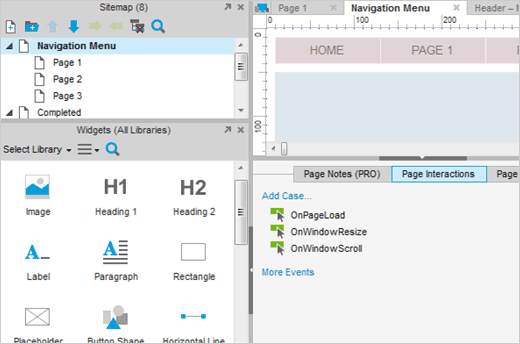 Sitemap (8)
Navigation Menu
Page 1
Page 2
Page 3
Completed
Widgets (All Libraries)
Select Library
Image
H1
Heading 1
H2
Heading 2
A
Label
A
Paragraph
Rectangle
Placeholder
Button Shape
Horizontal Line
Page 1
Navigation Menu
Header – N
0
100
200
0
100
HOME
PAGE 1
Page Notes (PRO)
Page Interactions
Page
Add Case...
OnPageLoad
OnWindowResize
OnWindowScroll
More Events